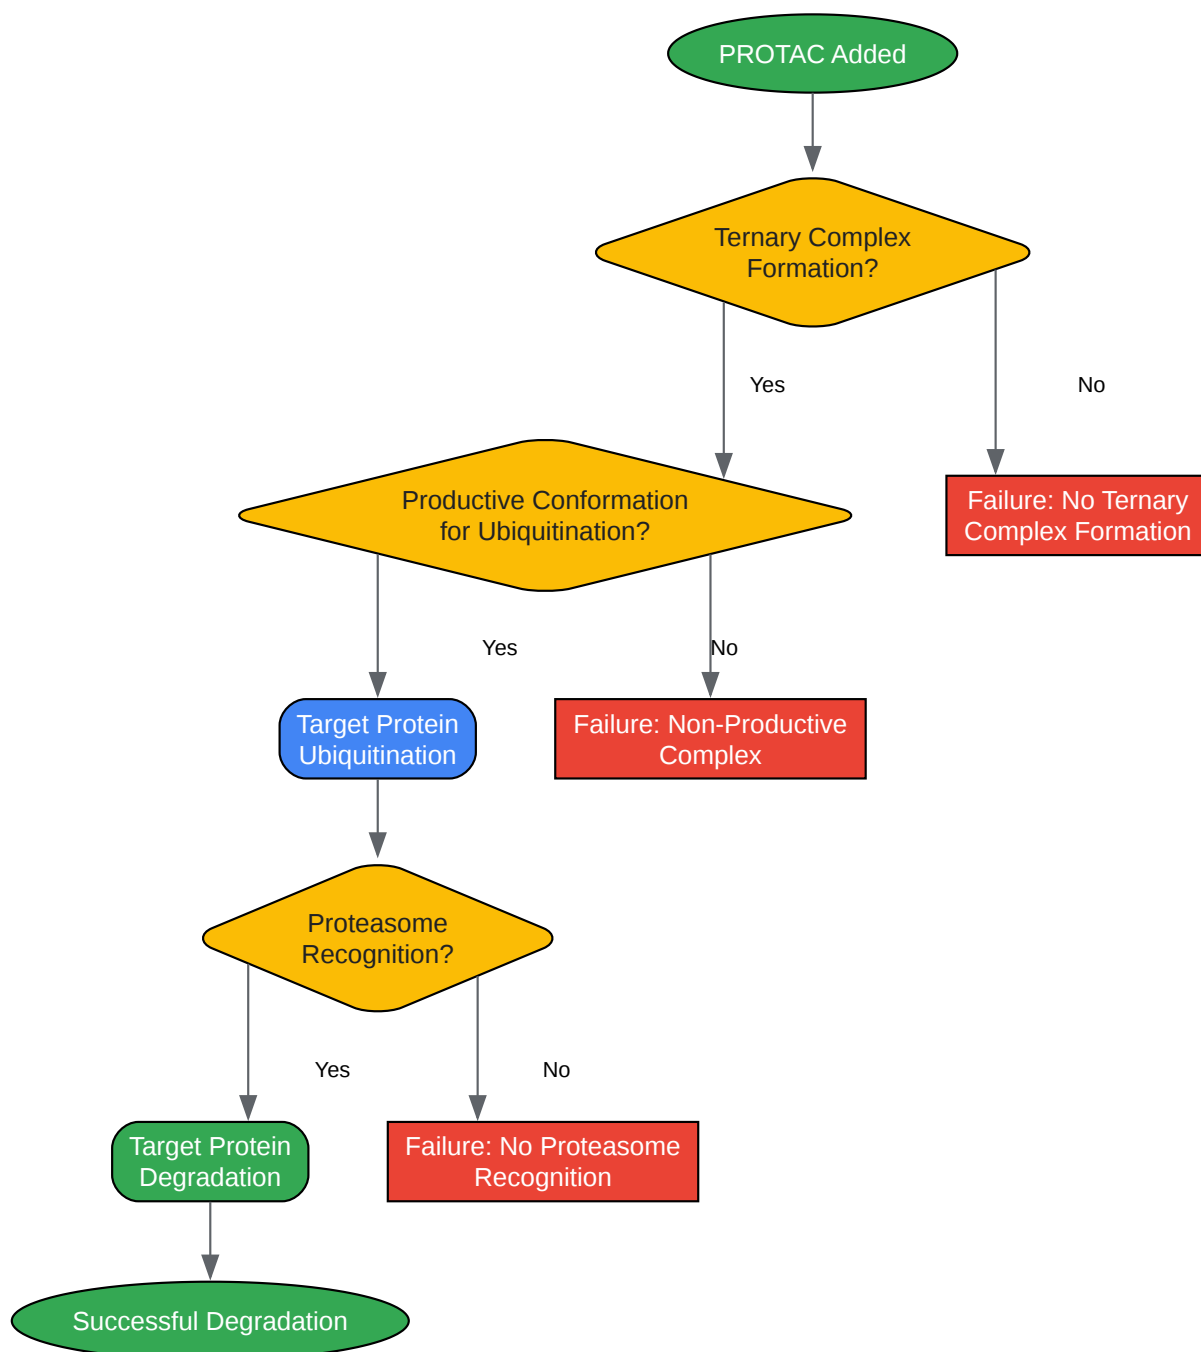 PROTAC Added
Ternary Complex
Formation?
Yes
No
Productive Conformation
for Ubiquitination?
Failure: No Ternary
Complex Formation
Yes
No
Target Protein
Ubiquitination
Failure: Non-Productive
Complex
Proteasome
Recognition?
Yes
No
Target Protein
Degradation
Failure: No Proteasome
Recognition
Successful Degradation